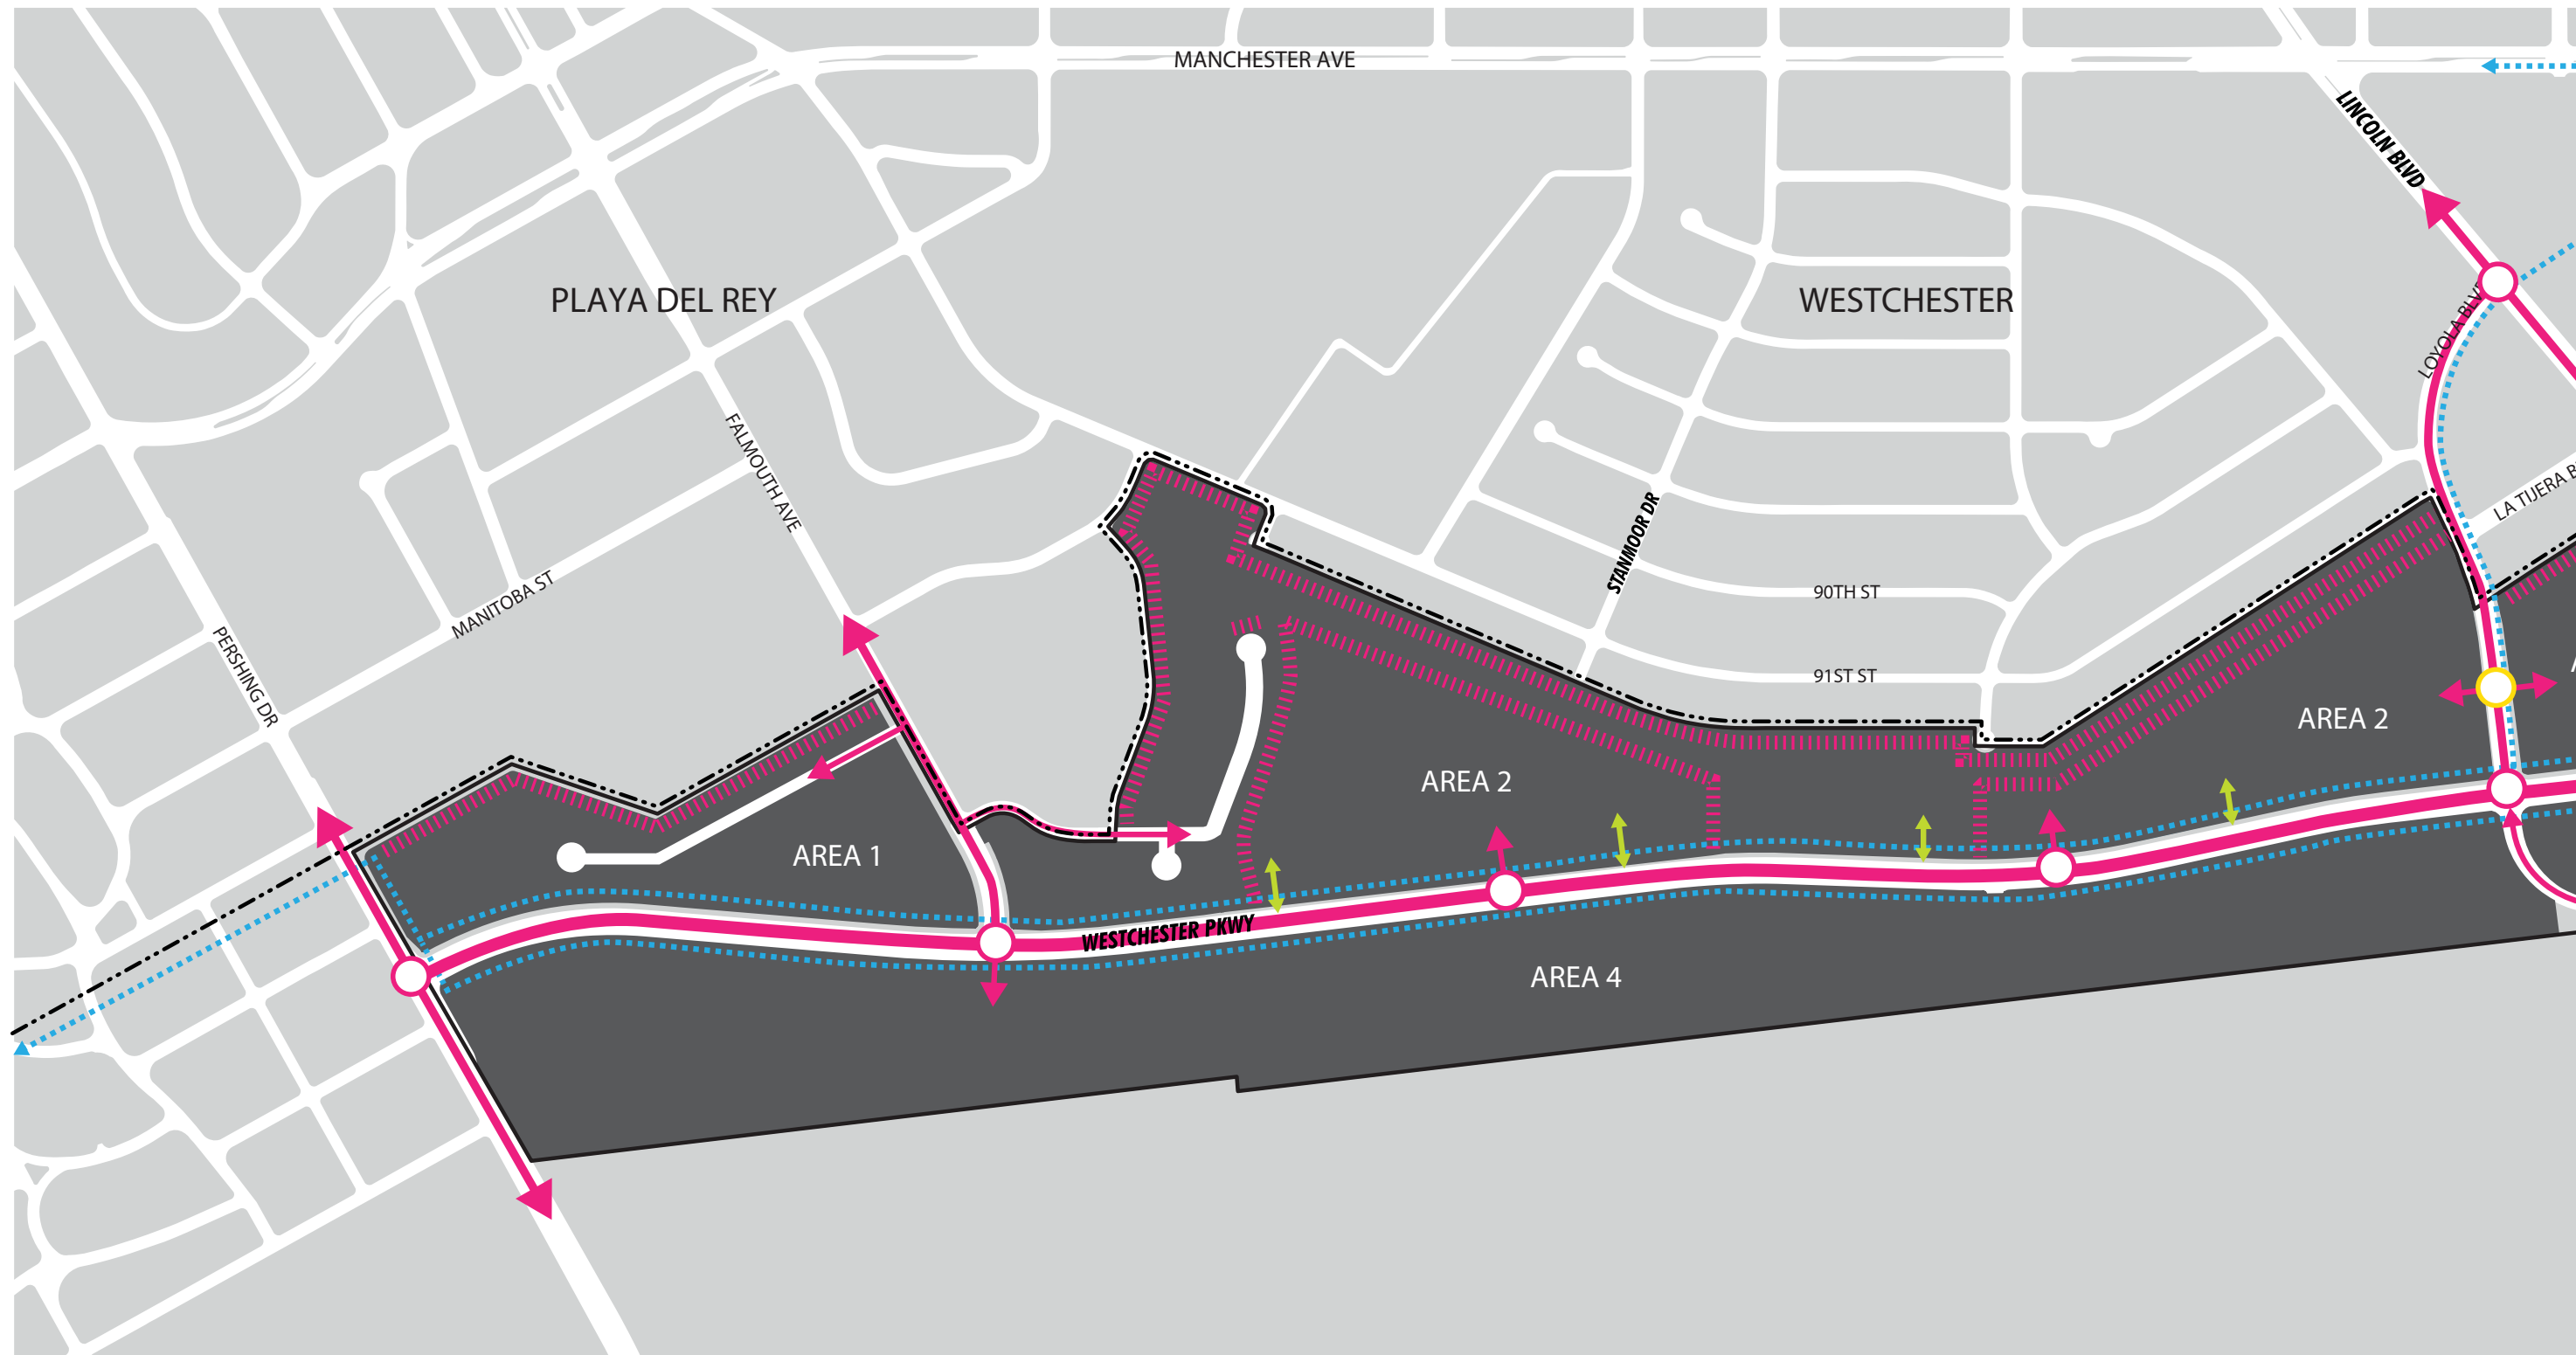 MANCHESTER AVE
LINCOLN BLVD
PLAYA DEL REY
WESTCHESTER
LOYOLA BLV
FALMOUTH AVE
LA TIJERA B
STANMOOR DR
MANITOBA ST
90TH ST
PERSHING DR
91ST ST
AREA 2
AREA 2
AREA 1
WESTCHESTER PKWY
AREA 4